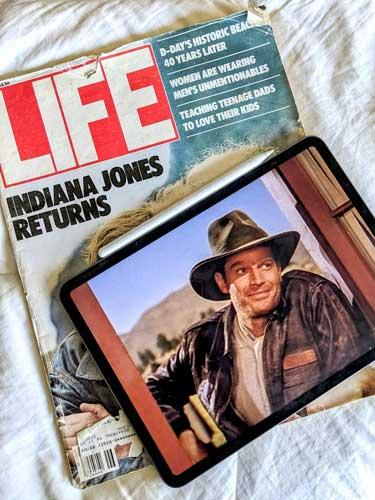 LIFE
D-DAY'S HISTORIC
40 YEARS LATER
WOMEN ARE WEARING
MEN'S UNMENTIONABLES
TEACHING TEENAGE DADS
TO LOVE THEIR KIDS
INDIANA JONES
RETURNS